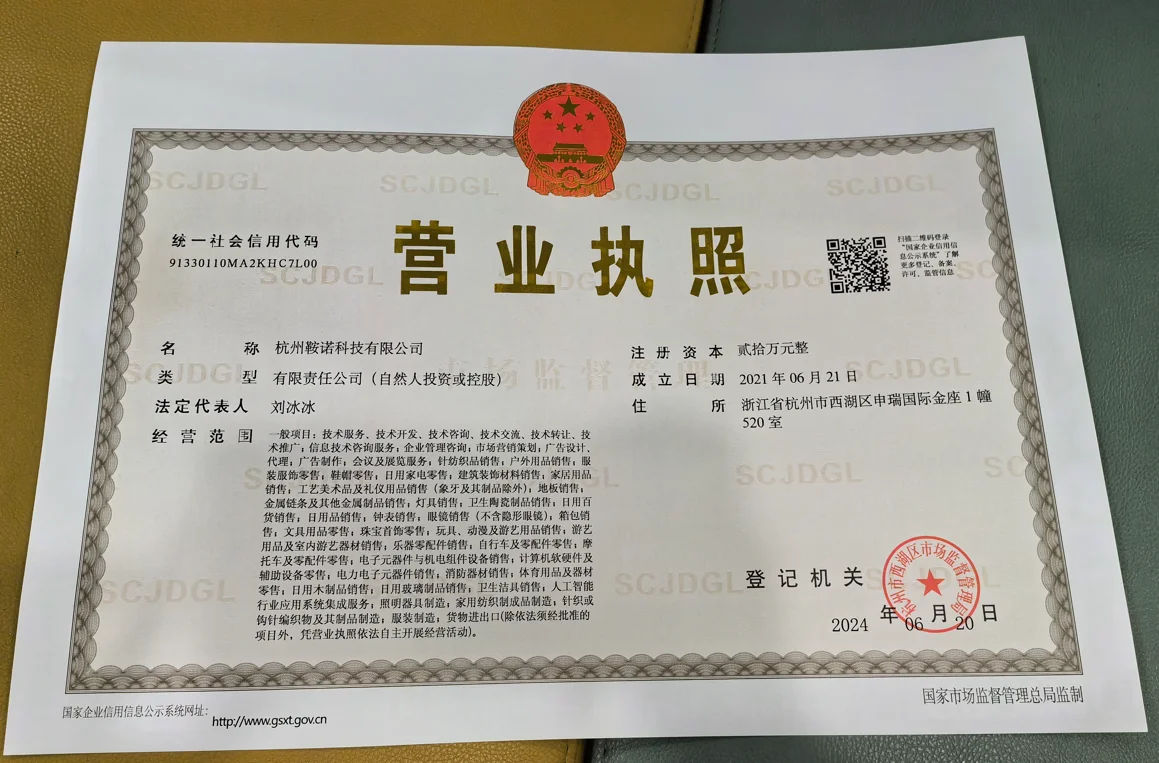 SCJDGL SCJDGL SCJDGL SCJDGL
营业执照
统一社会信用代码
91330110MA2KHC7L00
扫描二维码登录
“国家企业信用信
息公示系统”了解
更多登记、备案、
许可、监管信息
SCJDGL SCJDGL SCJDGL
名 称 杭州鞍诺科技有限公司
类 型 有限责任公司（自然人投资或控股）
法定代表人 刘冰冰
经营范围 一般项目：技术服务、技术开发、技术咨询、技术交流、技术转让、技
术推广；信息技术咨询服务；企业管理咨询；市场营销策划；广告设计、
代理；广告制作；会议及展览服务；针纺织品销售；户外用品销售；服
装服饰零售；鞋帽零售；日用家电零售；建筑装饰材料销售；家居用品
销售；工艺美术品及礼仪用品销售（象牙及其制品除外）；地板销售；
金属链条及其他金属制品销售；灯具销售；卫生陶瓷制品销售；日用百
货销售；日用品销售；钟表销售；眼镜销售（不含隐形眼镜）；箱包销
售；文具用品零售；珠宝首饰零售；玩具、动漫及游艺用品销售；游艺
用品及室内游艺器材销售；乐器零配件销售；自行车及零配件零售；摩
托车及零配件零售；电子元器件与机电组件设备销售；计算机软硬件及
辅助设备零售；电力电子元器件销售；消防器材销售；体育用品及器材
零售；日用木制品销售；日用玻璃制品销售；卫生洁具销售；人工智能
行业应用系统集成服务；照明器具制造；家用纺织制成品制造；针织或
钩针编织物及其制品制造；服装制造；货物进出口(除依法须经批准的
项目外，凭营业执照依法自主开展经营活动)。
注册资本 贰拾万元整
成立日期 2021年06月21日
住 所 浙江省杭州市西湖区申瑞国际金座1幢
520室
市场监督管理
SCJDGL
SCJDGL
SCJDGL
SCJDGL
登记机关
杭州市西湖区市场监督管理局
2024年06月20日
国家企业信用信息公示系统网址：http://www.gsxt.gov.cn
国家市场监督管理总局监制